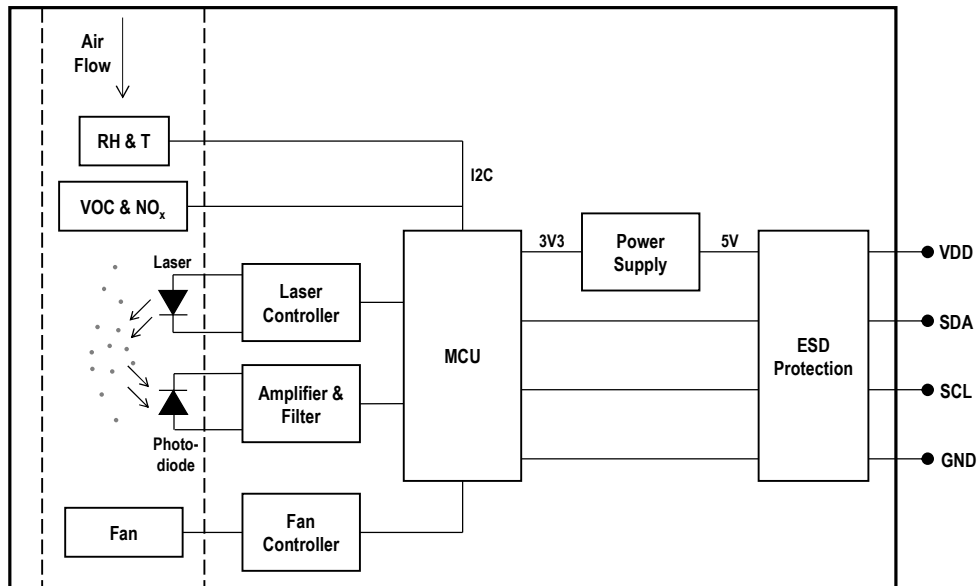 Air
Flow
RH & T
I2C
VOC & NOx
3V3
Power
Supply
5V
VDD
Laser
Laser
Controller
MCU
ESD
Protection
SDA
Amplifier &
Filter
SCL
Photo-
diode
GND
Fan
Fan
Controller